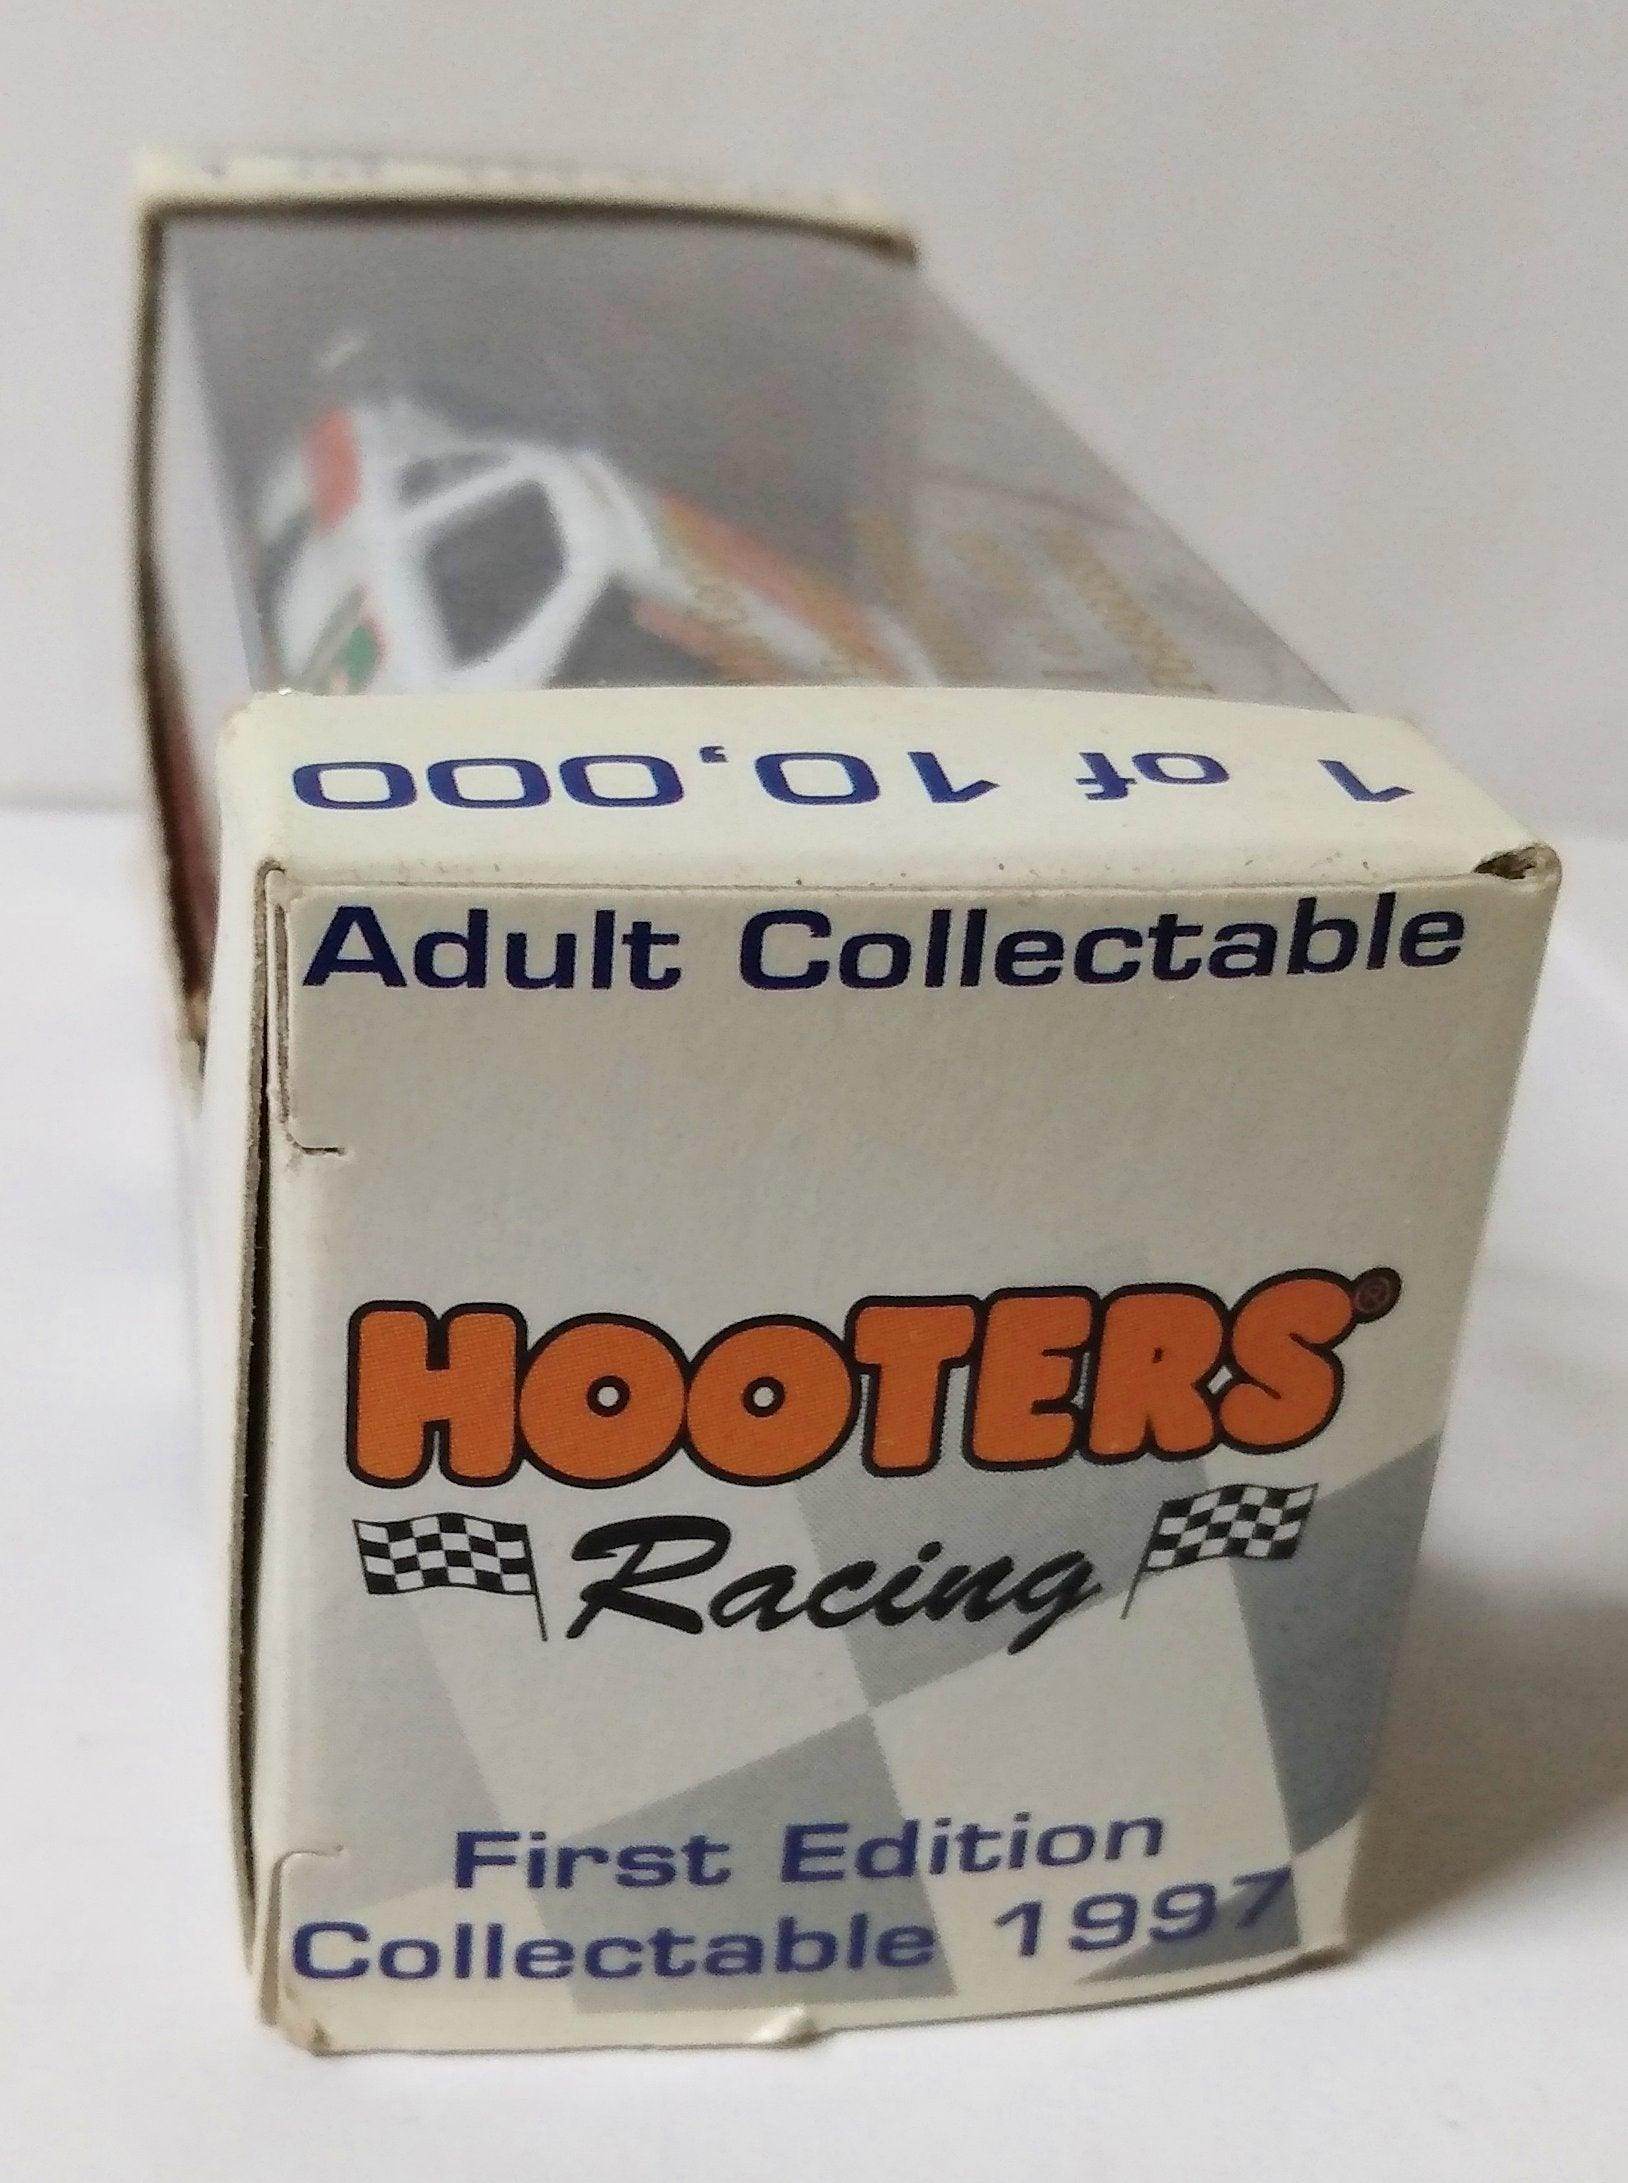 1 of 10,000
Adult Collectable
HOOTERS®
Racing
First Edition
Collectable 1997